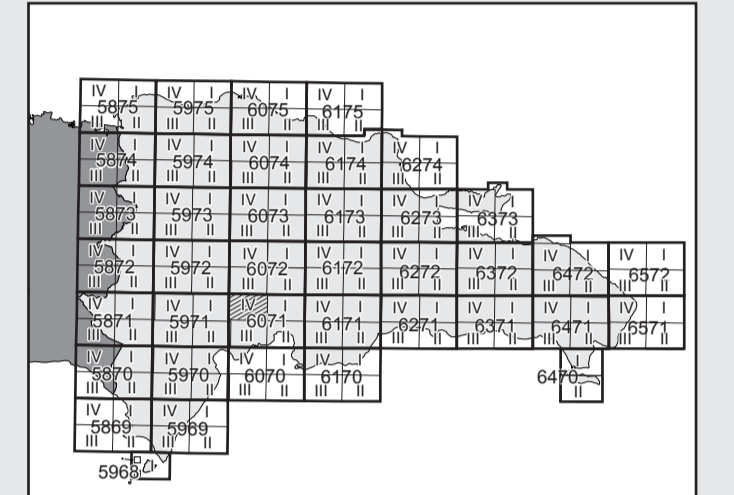 IV I IV I IV I IV I
5875 5975 6075 6175
III II III II III II III II
IV I IV I IV I IV I IV I
5874 5974 6074 6174 6274
III II III II III II III II III II
IV I IV I IV I IV I IV I IV I
5873 5973 6073 6173 6273 6373
III II III II III II III II III II III II
IV I IV I IV I IV I IV I IV I IV I IV I
5872 5972 6072 6172 6272 6372 6472 6572
III II III II III II III II III II III II III II III II
IV I IV I IV I IV I IV I IV I IV I IV I
5871 5971 6071 6171 6271 6371 6471 6571
III II III II III II III II III II III II III II III II
IV I IV I IV I IV I I
5870 5970 6070 6170 6470
III II III II III II III II II
IV I IV I
5869 5969
III II III II
5968 I